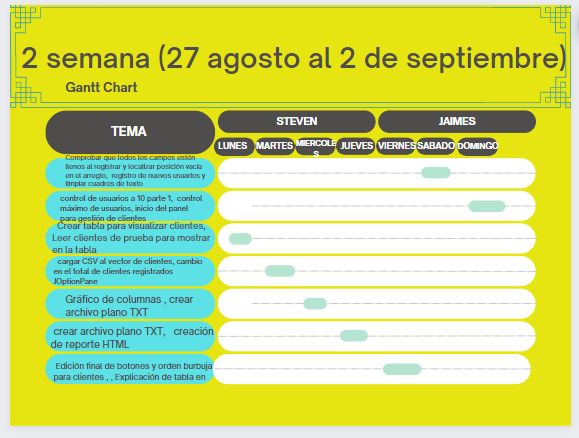 2 semana (27 agosto al 2 de septiembre)
Gantt Chart
TEMA
STEVEN
JAIMES
LUNES
MARTES
MIERCOLE
S
JUEVES
VIERNES
SABADO
DOMINGO
Comprobar que todos los campos estén
llenos al registrar y localizar posición vacía
en el arreglo, registro de nuevos usuarios y
limpiar cuadros de texto
control de usuarios a 10 parte 1, control
máximo de usuarios, inicio del panel
para gestión de clientes
Crear tabla para visualizar clientes,
Leer clientes de prueba para mostrar
en la tabla
cargar CSV al vector de clientes, cambio
en el total de clientes registrados
JOptionPane
Gráfico de columnas , crear
archivo plano TXT
crear archivo plano TXT, creación
de reporte HTML
Edición final de botones y orden burbuja
para clientes , , Explicación de tabla en